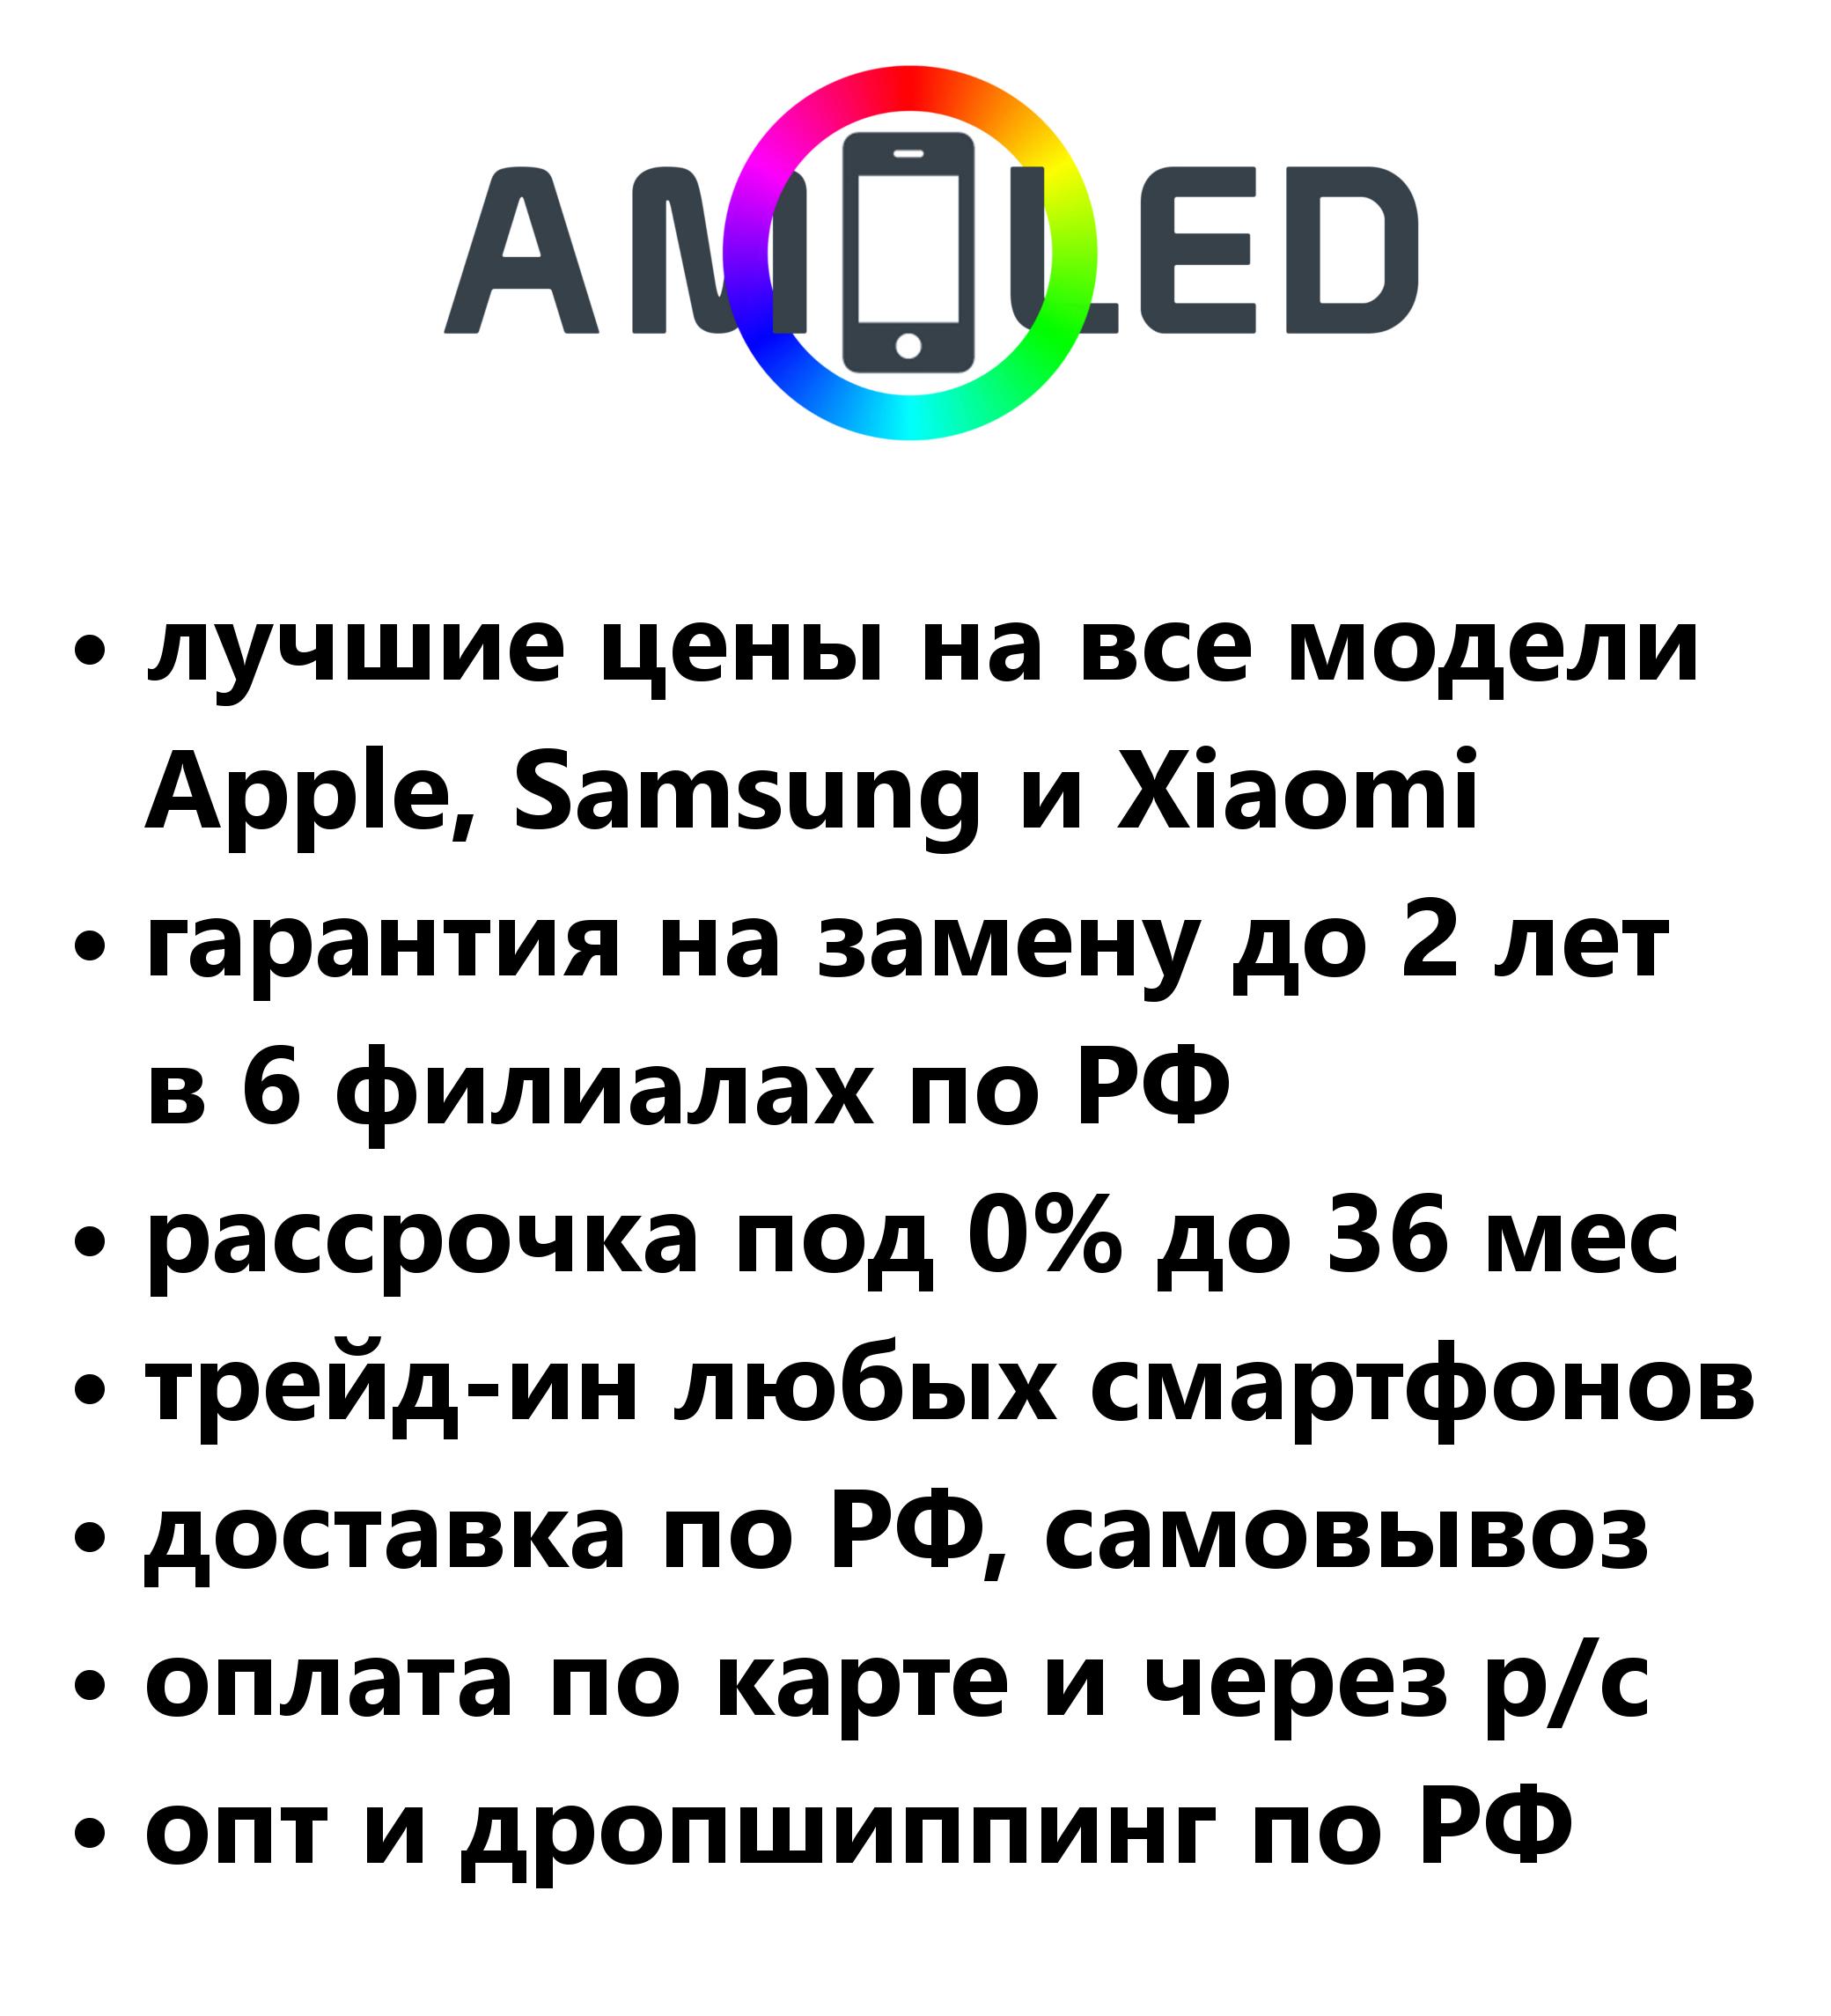 AMOLED
• лучшие цены на все модели
Apple, Samsung и Xiaomi
• гарантия на замену до 2 лет
в 6 филиалах по РФ
• рассрочка под 0% до 36 мес
• трейд-ин любых смартфонов
• доставка по РФ, самовывоз
• оплата по карте и через р/с
• опт и дропшиппинг по РФ